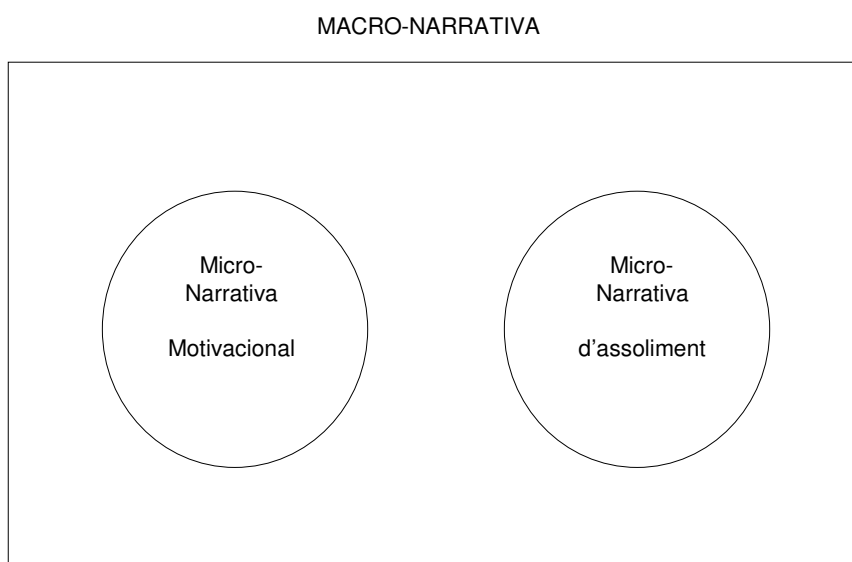 MACRO-NARRATIVA
Micro-
Narrativa
Motivacional
Micro-
Narrativa
d'assoliment